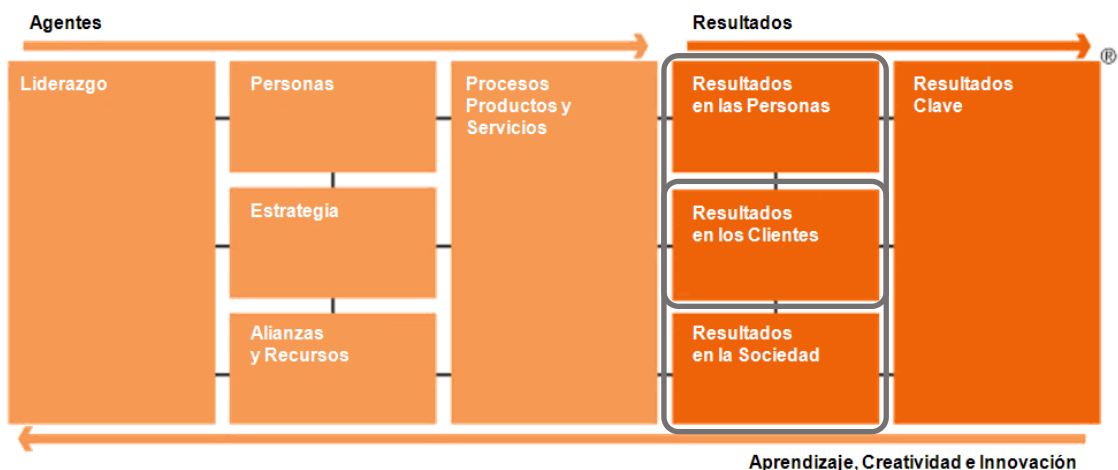 Agentes
Resultados
®
Liderazgo
Personas
Procesos
Productos y
Servicios
Resultados
en las Personas
Resultados
Clave
Estrategia
Resultados
en los Clientes
Alianzas
y Recursos
Resultados
en la Sociedad
Aprendizaje, Creatividad e Innovación